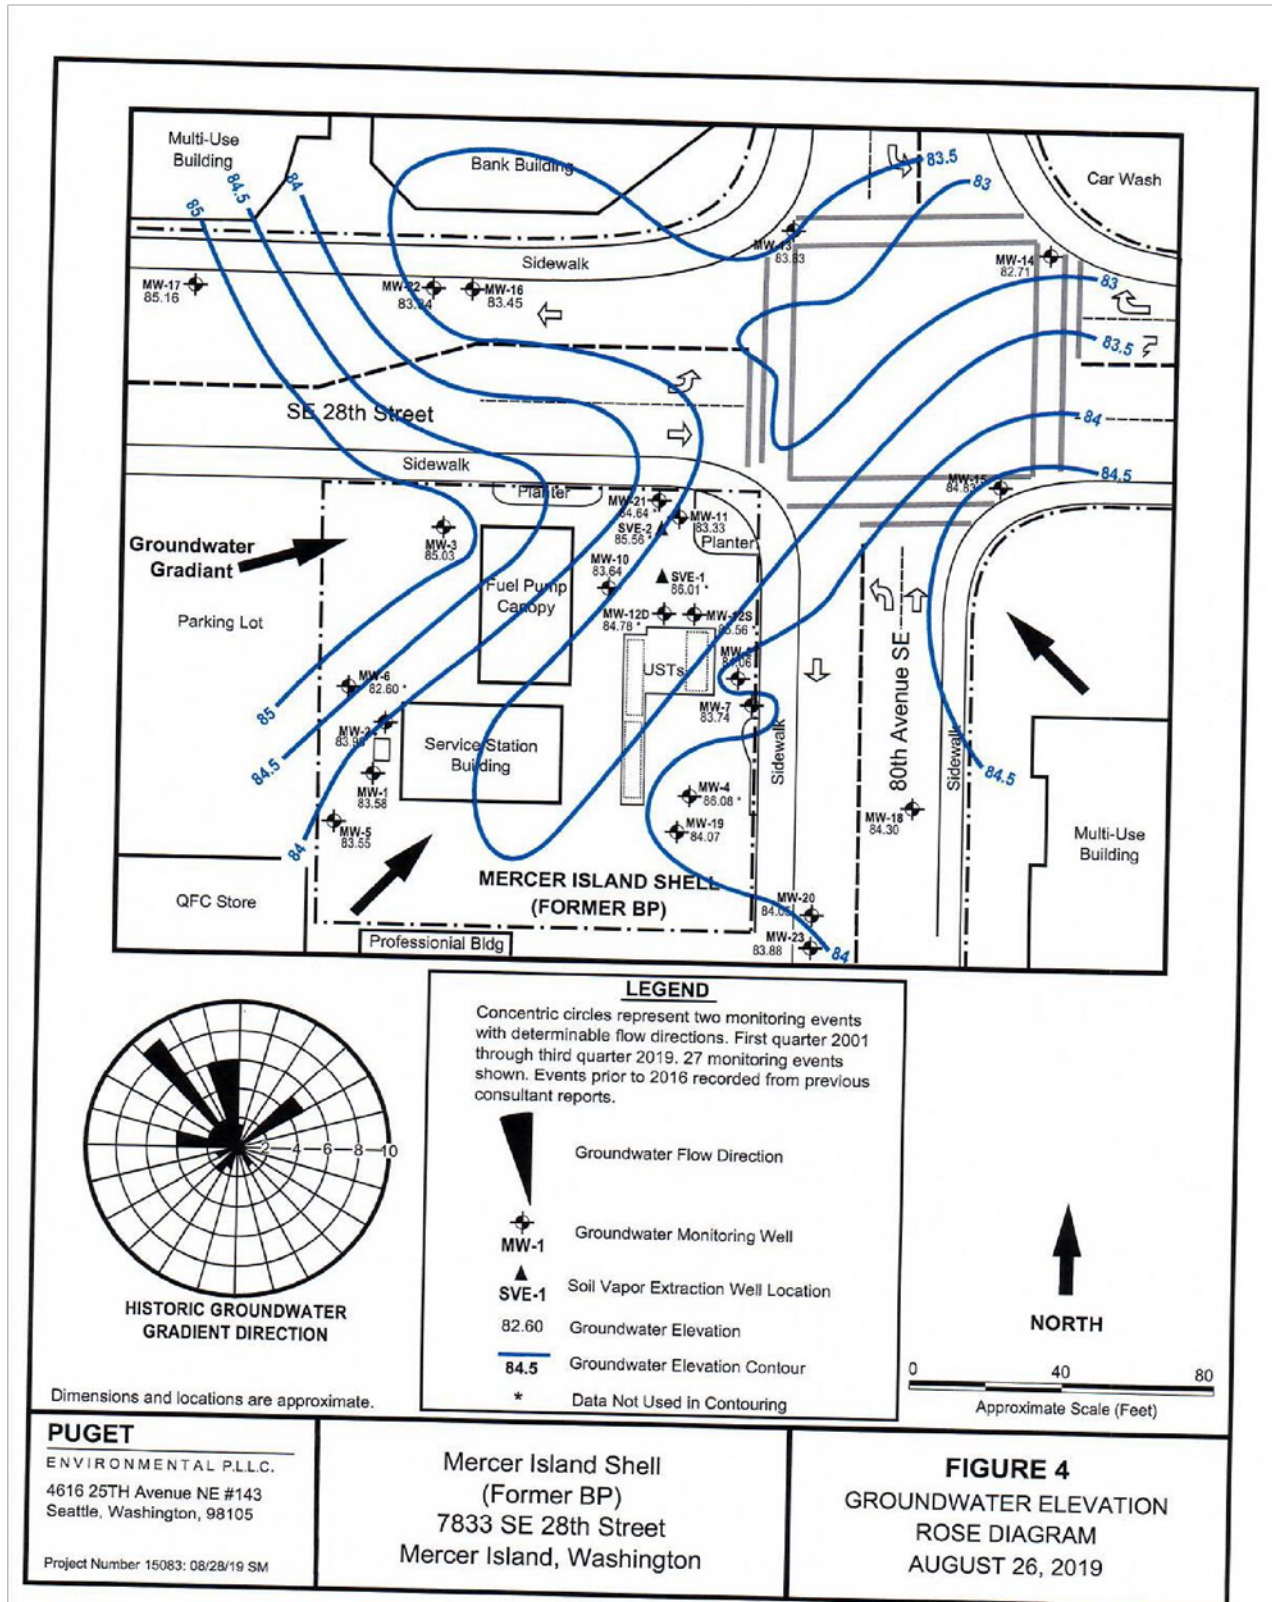 Multi-Use
Building
Bank Building
Car Wash
85
84.5
84
83.5
83
Sidewalk
MW-13
83.83
MW-14
82.71
MW-17
85.16
MW-22
MW-16
83.45
83
83.5
84
84.5
SE 28th Street
Sidewalk
Planter
MW-21
84.64 *
MW-11
83.33
SVE-2
85.56 *
Planter
MW-15
84.83
Groundwater
Gradiant
MW-3
85.03
MW-10
83.64
Fuel Pump
Canopy
SVE-1
86.01 *
Parking Lot
MW-12D
84.78 *
MW-12S
85.56 *
MW-6
82.60 *
USTs
MW-7
83.74
80th Avenue SE
Sidewalk
Sidewalk
85
84.5
84
84.5
Service Station
Building
MW-1
83.58
MW-5
83.55
MW-4
86.08 *
MW-19
84.07
MW-18
84.30
Multi-Use
Building
QFC Store
MERCER ISLAND SHELL
(FORMER BP)
MW-20
84.05
MW-23
83.88
84
Professionial Bldg
LEGEND
Concentric circles represent two monitoring events
with determinable flow directions. First quarter 2001
through third quarter 2019. 27 monitoring events
shown. Events prior to 2016 recorded from previous
consultant reports.
Groundwater Flow Direction
MW-1
Groundwater Monitoring Well
SVE-1
Soil Vapor Extraction Well Location
82.60
Groundwater Elevation
84.5
Groundwater Elevation Contour
*
Data Not Used In Contouring
2 4 6 8 10
HISTORIC GROUNDWATER
GRADIENT DIRECTION
NORTH
0 40 80
Approximate Scale (Feet)
Dimensions and locations are approximate.
PUGET
ENVIRONMENTAL P.L.L.C.
4616 25TH Avenue NE #143
Seattle, Washington, 98105
Project Number 15083: 08/28/19 SM
Mercer Island Shell
(Former BP)
7833 SE 28th Street
Mercer Island, Washington
FIGURE 4
GROUNDWATER ELEVATION
ROSE DIAGRAM
AUGUST 26, 2019